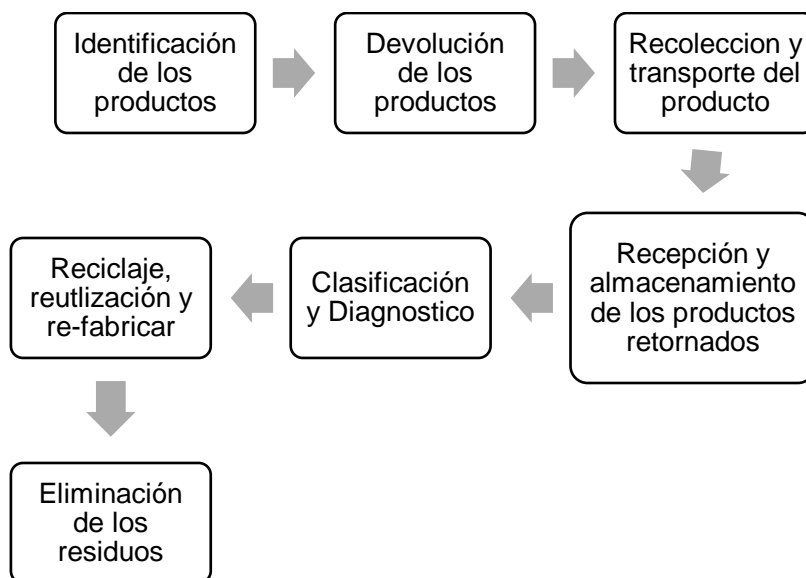 Identificación
de los
productos
Devolución
de los
productos
Recoleccion y
transporte del
producto
Recepción y
almacenamiento
de los productos
retornados
Clasificación
y Diagnostico
Reciclaje,
reutlización y
re-fabricar
Eliminación
de los
residuos